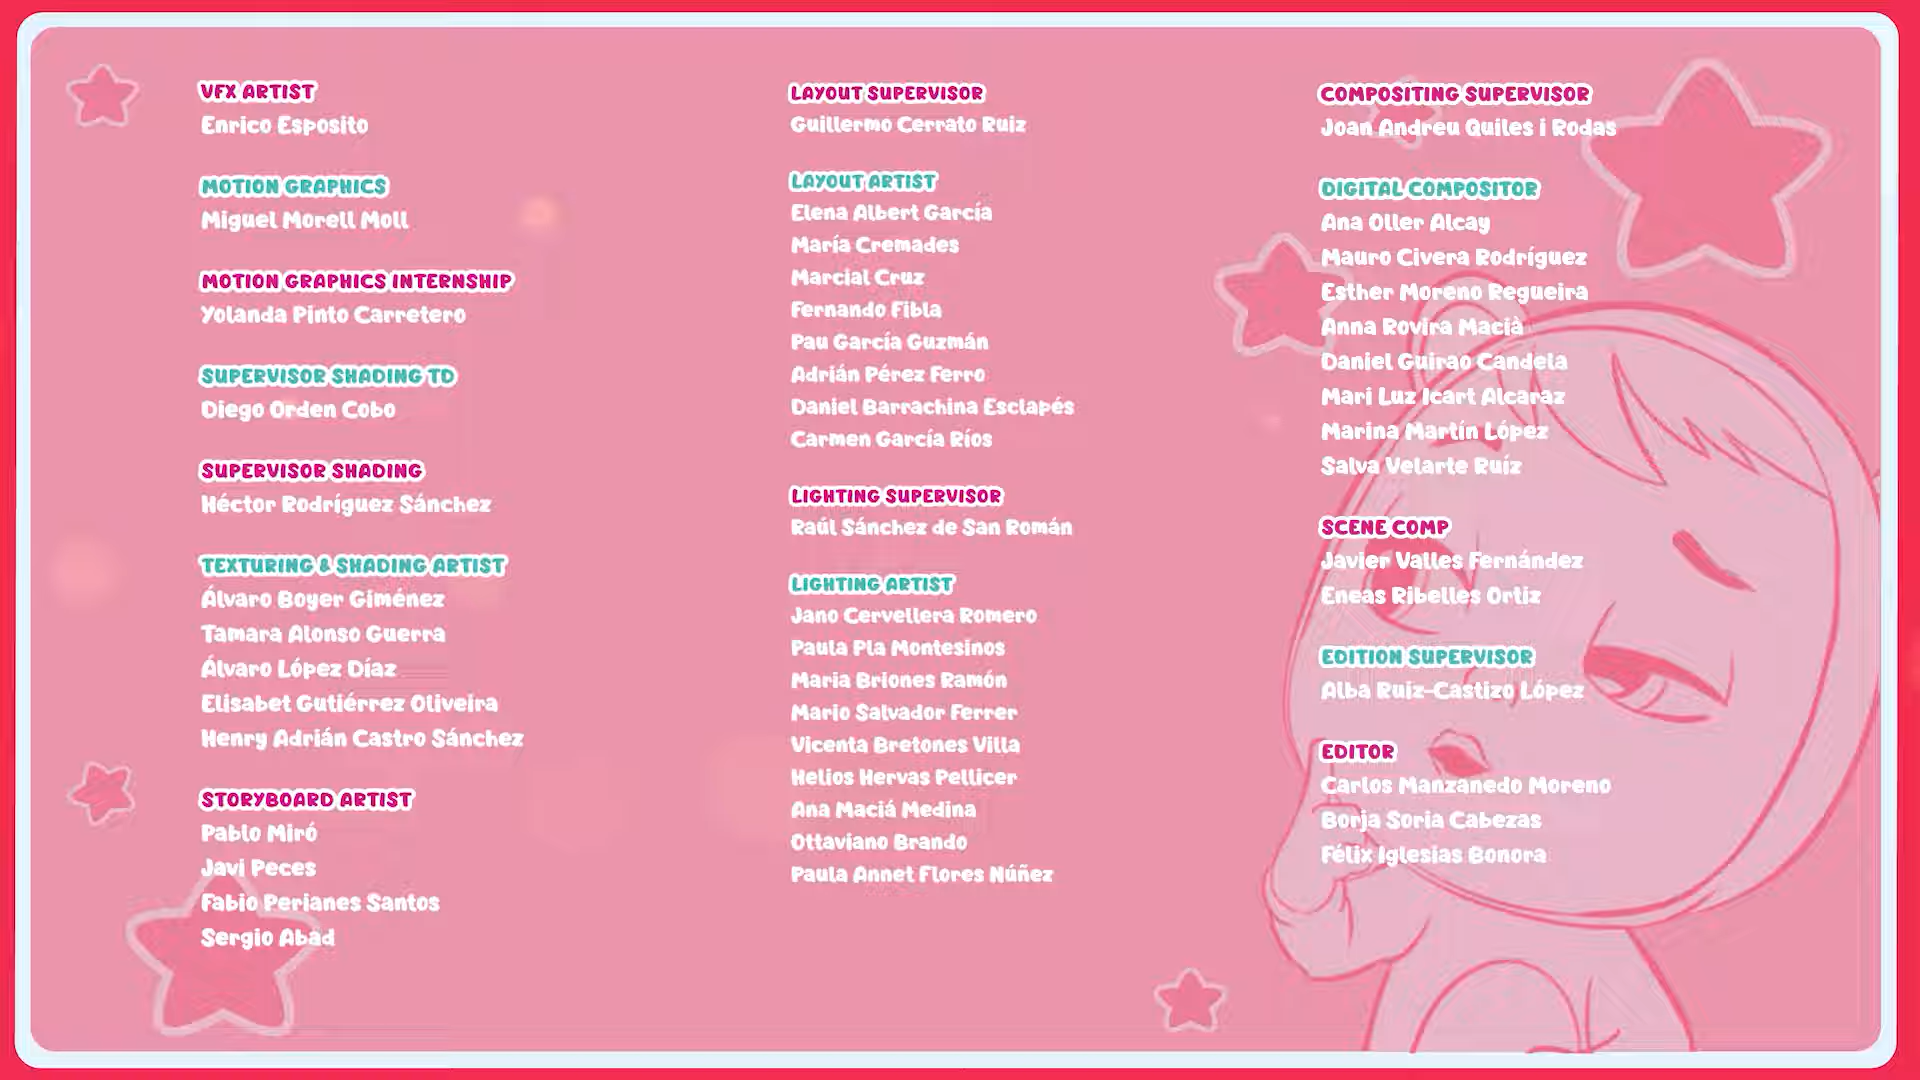 VFX ARTIST
Enrico Esposito
MOTION GRAPHICS
Miguel Morell Moll
MOTION GRAPHICS INTERNSHIP
Yolanda Pinto Carretero
SUPERVISOR SHADING TD
Diego Orden Cobo
SUPERVISOR SHADING
Héctor Rodríguez Sánchez
TEXTURING & SHADING ARTIST
Álvaro Boyer Giménez
Tamara Alonso Guerra
Álvaro López Díaz
Elisabet Gutiérrez Oliveira
Henry Adrián Castro Sánchez
STORYBOARD ARTIST
Pablo Miró
Javi Peces
Fabio Perianes Santos
Sergio Abad
LAYOUT SUPERVISOR
Guillermo Cerrato Ruiz
LAYOUT ARTIST
Elena Albert García
María Cremades
Marcial Cruz
Fernando Fibla
Pau García Guzmán
Adrián Pérez Ferro
Daniel Barrachina Esclapés
Carmen García Ríos
LIGHTING SUPERVISOR
Raúl Sánchez de San Román
LIGHTING ARTIST
Jano Cervellera Romero
Paula Pla Montesinos
Maria Briones Ramón
Mario Salvador Ferrer
Vicenta Bretones Villa
Helios Hervas Pellicer
Ana Maciá Medina
Ottaviano Brando
Paula Annet Flores Núñez
COMPOSITING SUPERVISOR
Joan Andreu Quiles i Rodas
DIGITAL COMPOSITOR
Ana Oller Alcay
Mauro Civera Rodríguez
Esther Moreno Regueira
Anna Rovira Macià
Daniel Guirao Candela
Mari Luz Icart Alcaraz
Marina Martín López
Salva Velarte Ruíz
SCENE COMP
Javier Valles Fernández
Eneas Ribelles Ortiz
EDITION SUPERVISOR
Alba Ruiz-Castizo López
EDITOR
Carlos Manzanedo Moreno
Borja Soria Cabezas
Félix Iglesias Bonora